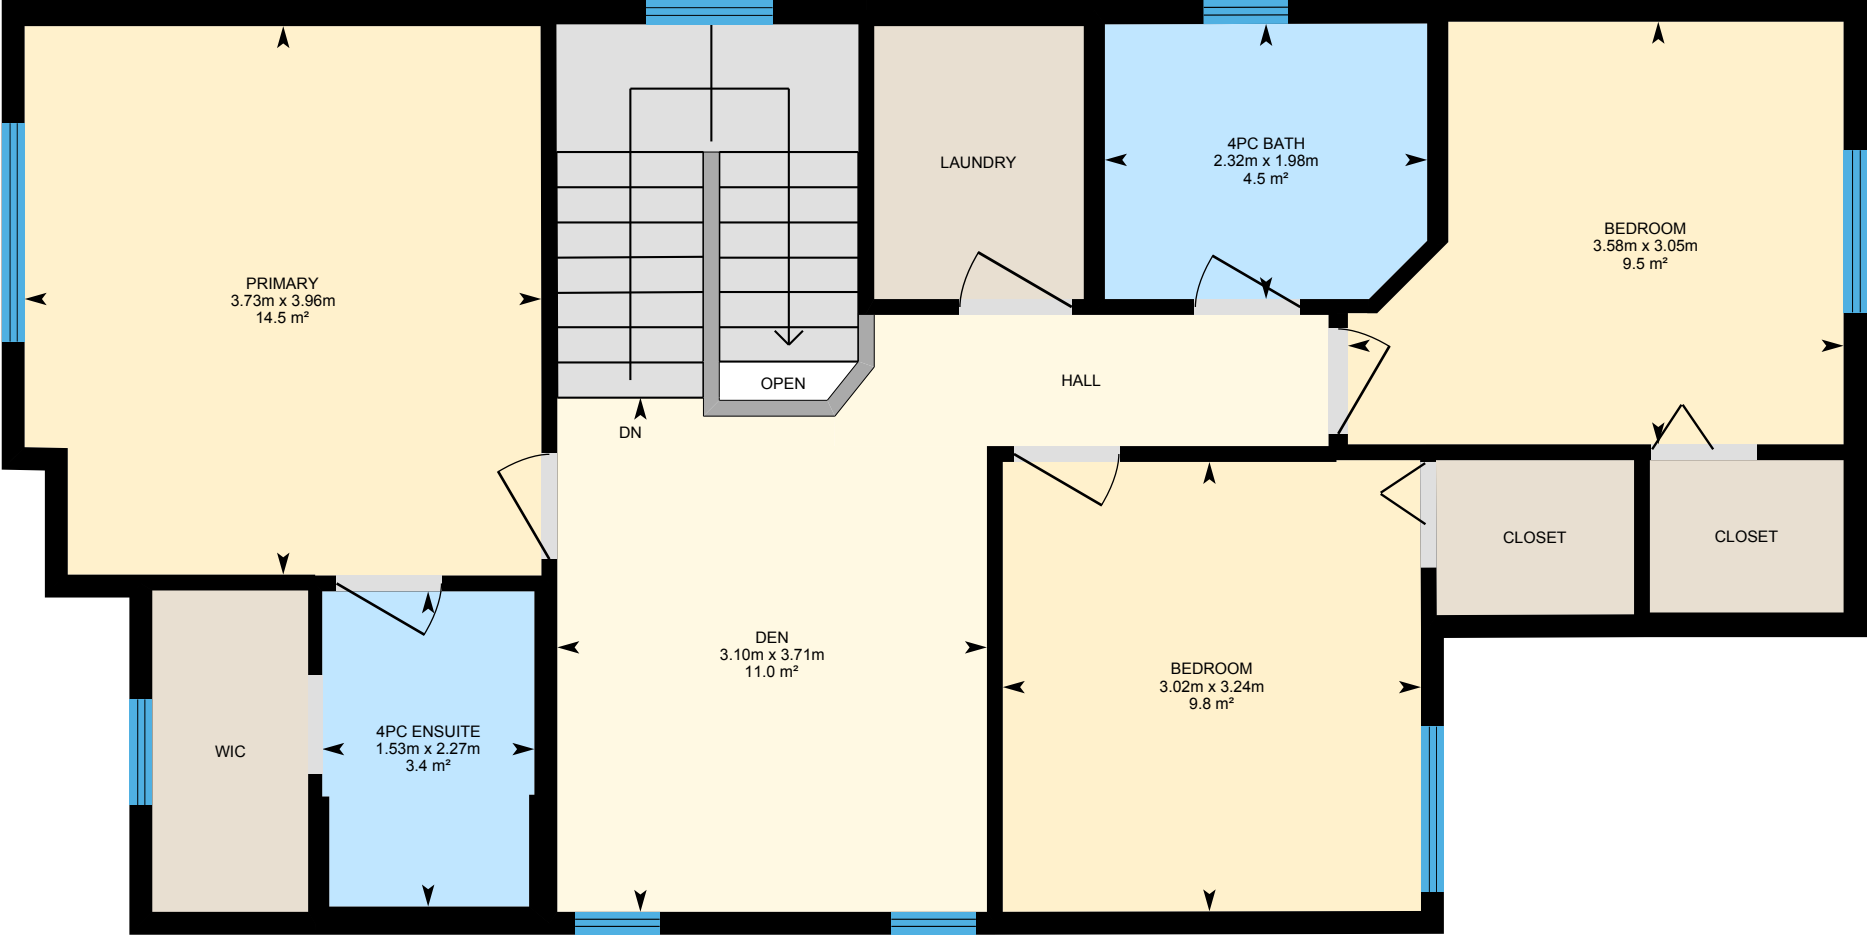 LAUNDRY
4PC BATH
2.32m x 1.98m
4.5 m²
BEDROOM
3.58m x 3.05m
9.5 m²
PRIMARY
3.73m x 3.96m
14.5 m²
OPEN
HALL
DN
CLOSET
CLOSET
DEN
3.10m x 3.71m
11.0 m²
BEDROOM
3.02m x 3.24m
9.8 m²
WIC
4PC ENSUITE
1.53m x 2.27m
3.4 m²